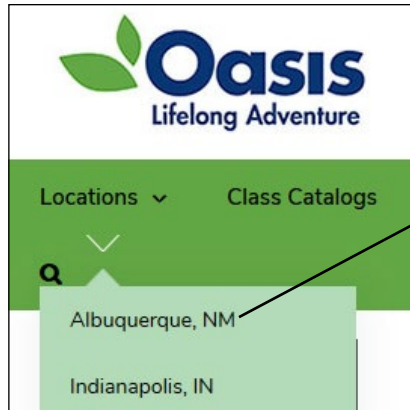 Oasis
Lifelong Adventure
Locations Class Catalogs
Albuquerque, NM
Indianapolis, IN